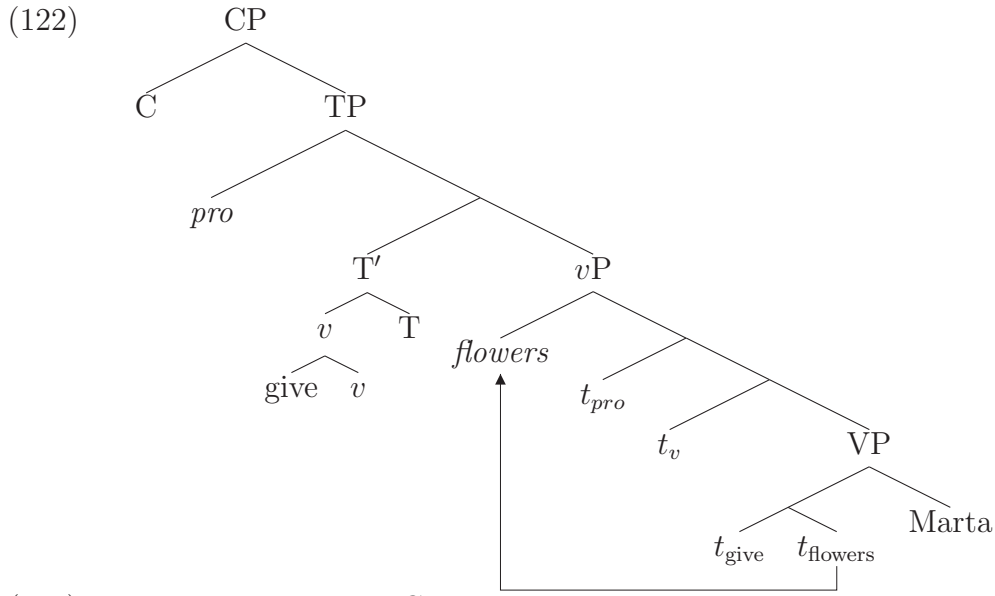 (122) CP
C TP
pro
T′ vP
v T flowers
give v t_pro
t_v VP
Marta
t_give t_flowers